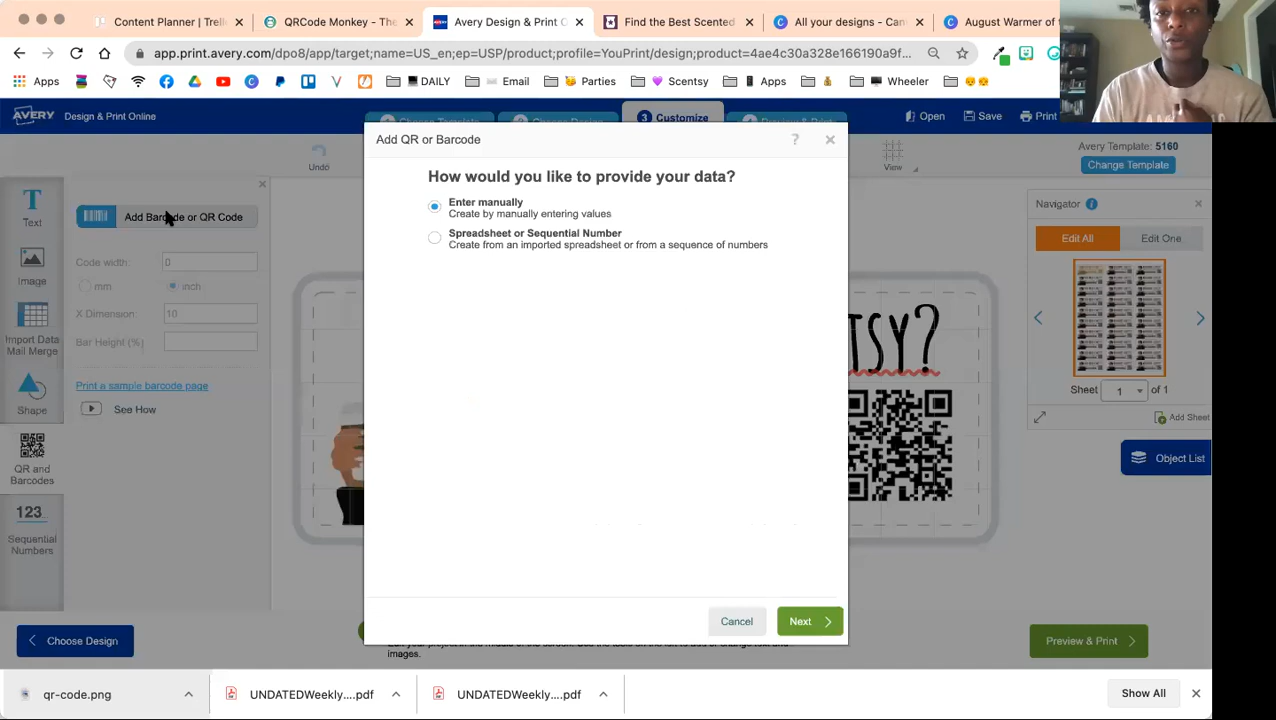 Content Planner | Trell
QRCode Monkey - The
Avery Design & Print O
Find the Best Scented
All your designs - Can
August Warmer of
app.print.avery.com/dpo8/app/target;name=US_en;ep=USP/product;profile=YouPrint/design;product=4ae4c30a328e166190a9f...
Apps
DAILY
Email
Parties
Scentsy
Apps
Wheeler
AVERY
Design & Print Online
3 Customize
Open
Save
Print
Undo
View
Avery Template: 5160
Change Template
Add QR or Barcode
?
How would you like to provide your data?
Enter manually
Create by manually entering values
Spreadsheet or Sequential Number
Create from an imported spreadsheet or from a sequence of numbers
Cancel
Next
Text
Image
Import Data
Mail Merge
Shape
QR and
Barcodes
123
Sequential
Numbers
Add Barcode or QR Code
Code width:
0
mm
inch
X Dimension:
10
Bar Height (%)
Print a sample barcode page
See How
TSY?
Navigator
Edit All
Edit One
Sheet
1
of 1
Add Sheet
Object List
Choose Design
images.
Preview & Print
qr-code.png
UNDATEDWeekly....pdf
UNDATEDWeekly....pdf
Show All